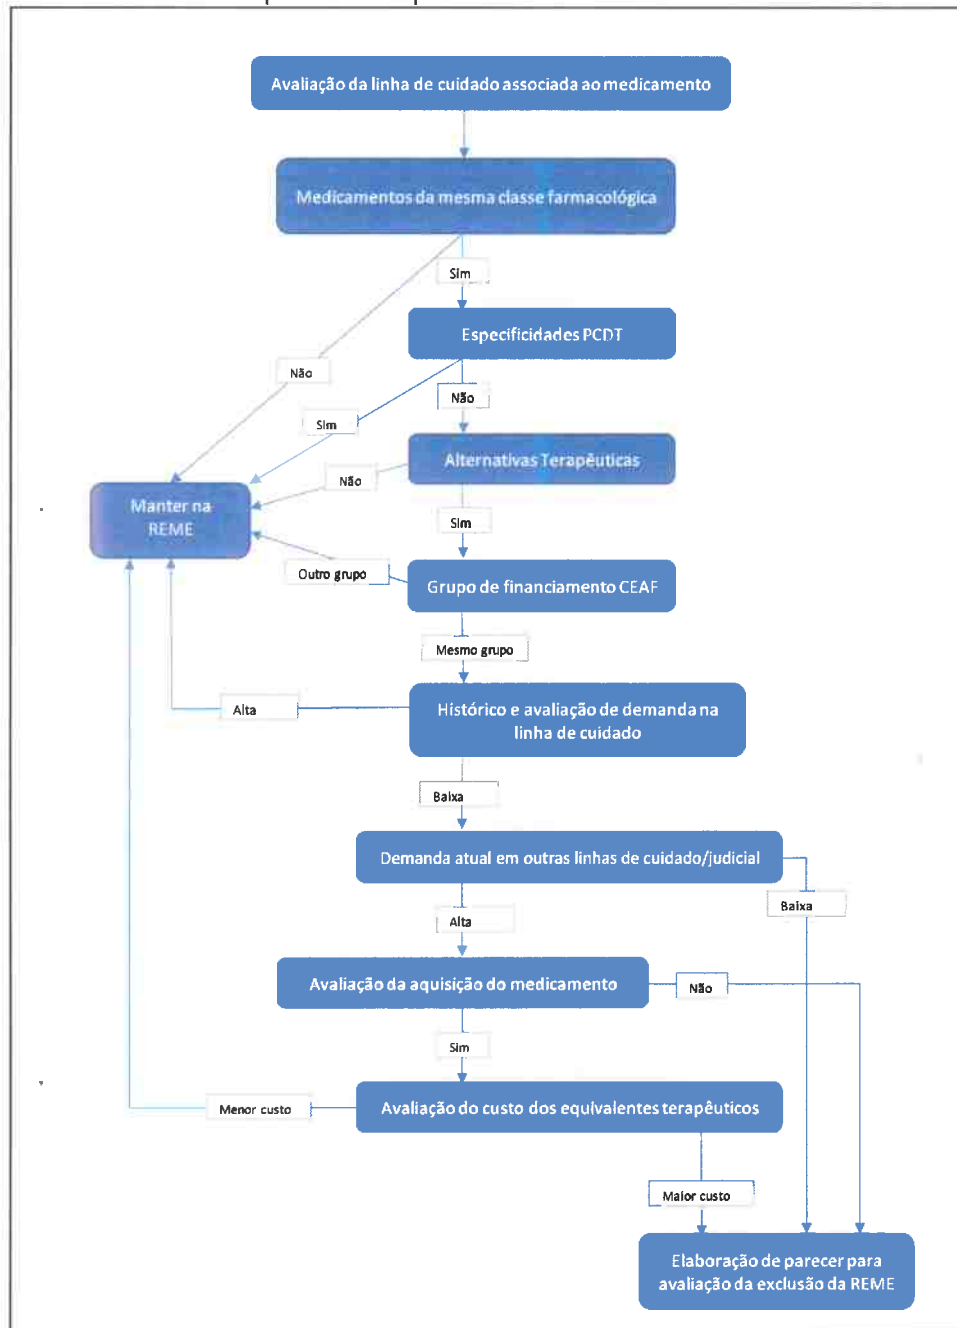 Avaliação da linha de cuidado associada ao medicamento
Medicamentos da mesma classe farmacológica
Sim
Especificidades PCDT
Não
Não
Sim
Alternativas Terapêuticas
Não
Manter na
REME
Sim
Outro grupo
Grupo de financiamento CEAF
Mesmo grupo
Histórico e avaliação de demanda na
linha de cuidado
Alta
Baixa
Demanda atual em outras linhas de cuidado/judicial
Baixa
Alta
Avaliação da aquisição do medicamento
Não
Sim
Avaliação do custo dos equivalentes terapêuticos
Menor custo
Maior custo
Elaboração de parecer para
avaliação da exclusão da REME